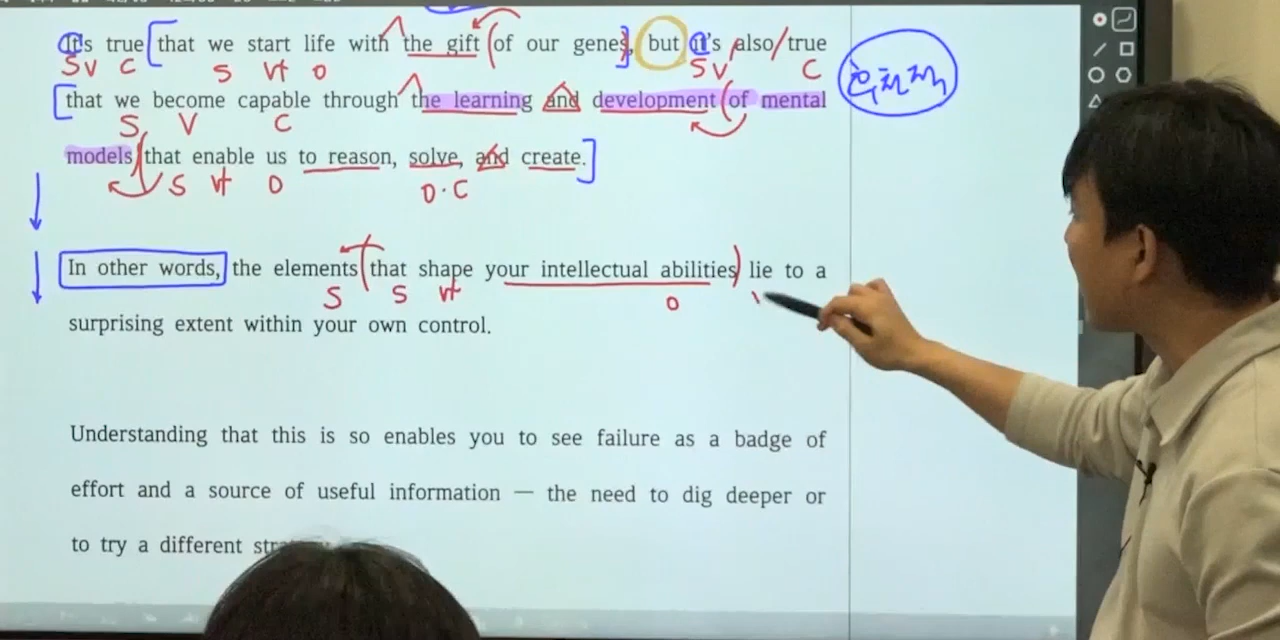 It's true that we start life with the gift of our genes, but it's also true
S V C S Vt O S V C
that we become capable through the learning and development of mental
S V C
models that enable us to reason, solve, and create.
S Vt O O·C
In other words, the elements that shape your intellectual abilities lie to a
S S Vt O
surprising extent within your own control.
Understanding that this is so enables you to see failure as a badge of
effort and a source of useful information — the need to dig deeper or
to try a different